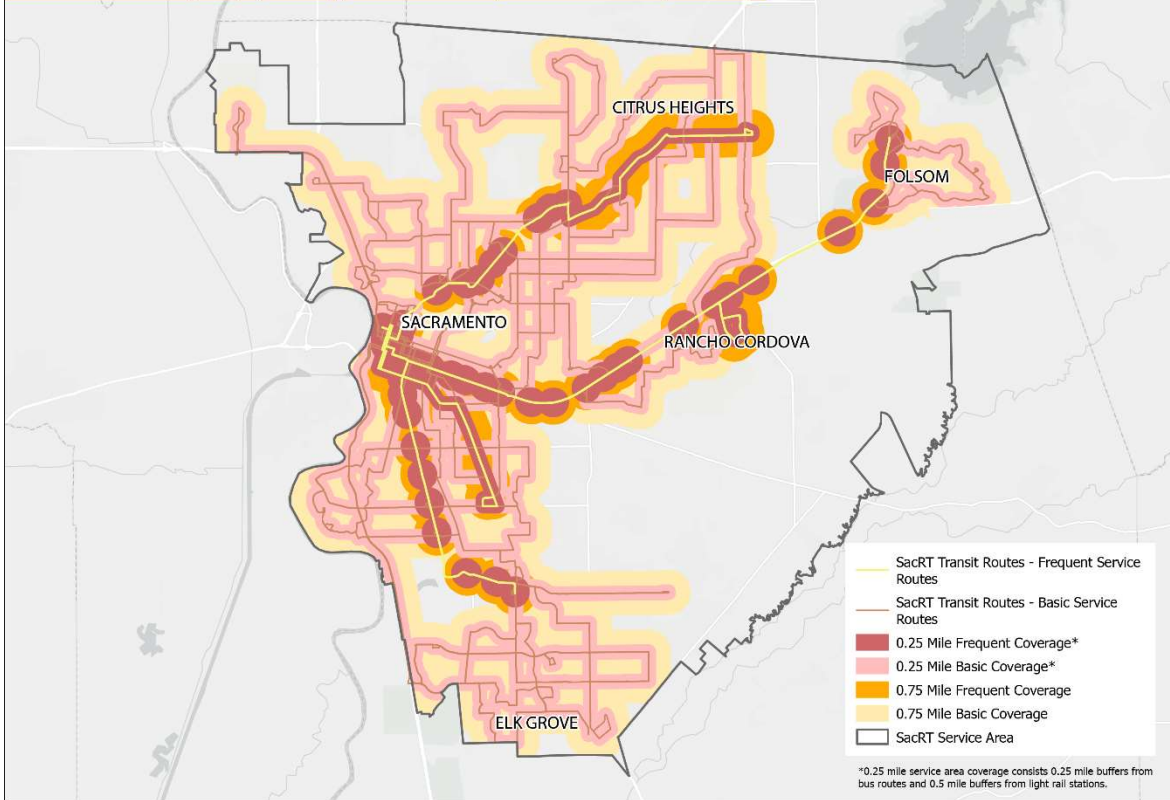 CITRUS HEIGHTS
FOLSOM
SACRAMENTO
RANCHO CORDOVA
ELK GROVE
SacRT Transit Routes - Frequent Service
Routes
SacRT Transit Routes - Basic Service
Routes
0.25 Mile Frequent Coverage*
0.25 Mile Basic Coverage*
0.75 Mile Frequent Coverage
0.75 Mile Basic Coverage
SacRT Service Area
*0.25 mile service area coverage consists 0.25 mile buffers from
bus routes and 0.5 mile buffers from light rail stations.